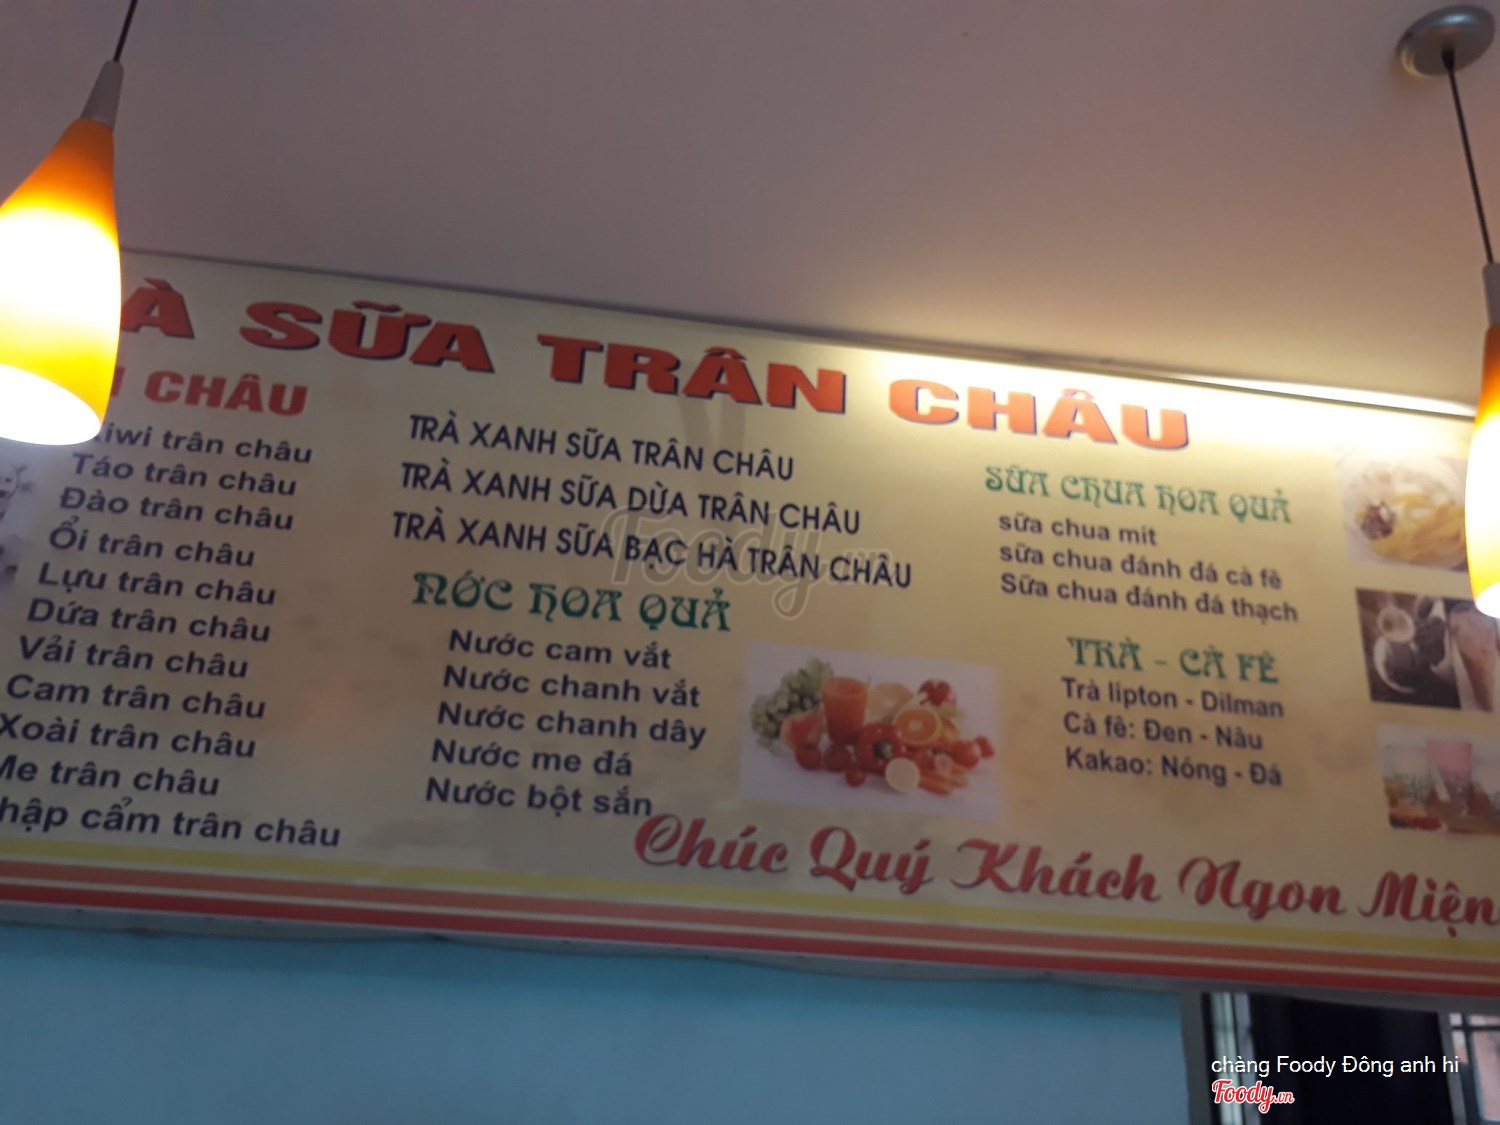 SỮA TRÂN CHÂU
CHÂU
trân châu
Táo trân châu
Đào trân châu
Ổi trân châu
Lựu trân châu
Dứa trân châu
Vải trân châu
Cam trân châu
Xoài trân châu
Me trân châu
cẩm trân châu
TRÀ XANH SỮA TRÂN CHÂU
TRÀ XANH SỮA DỪA TRÂN CHÂU
TRÀ XANH SỮA BẠC HÀ TRÂN CHÂU
NỚC HOA QUẢ
Nước cam vắt
Nước chanh vắt
Nước chanh dây
Nước me đá
Nước bột sắn
SỮA CHUA HOA QUẢ
sữa chua mít
sữa chua đánh đá cà fê
Sữa chua đánh đá thạch
TRÀ - CÀ FÊ
Trà lipton - Dilman
Cà fê: Đen - Nâu
Kakao: Nóng - Đá
Chúc Quý Khách Ngon Miện
Foody.vn
chàng Foody Đông anh hi
Foody.vn